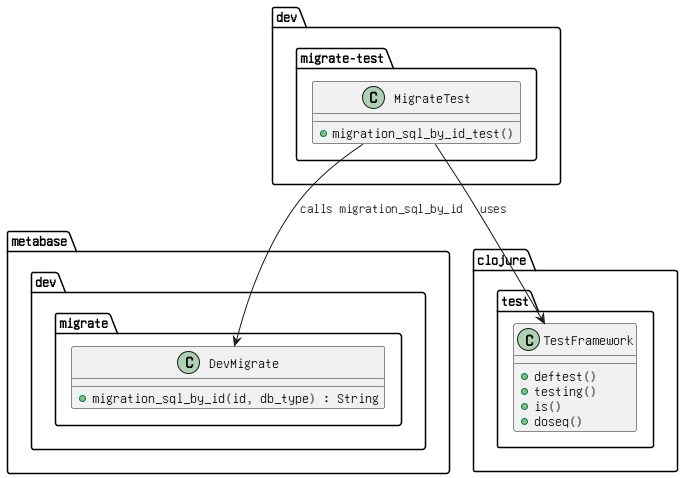 dev
migrate-test
C MigrateTest
migration_sql_by_id_test()
calls migration_sql_by_id
uses
metabase
dev
migrate
C DevMigrate
migration_sql_by_id(id, db_type) : String
clojure
test
C TestFramework
deftest()
testing()
is()
doseq()